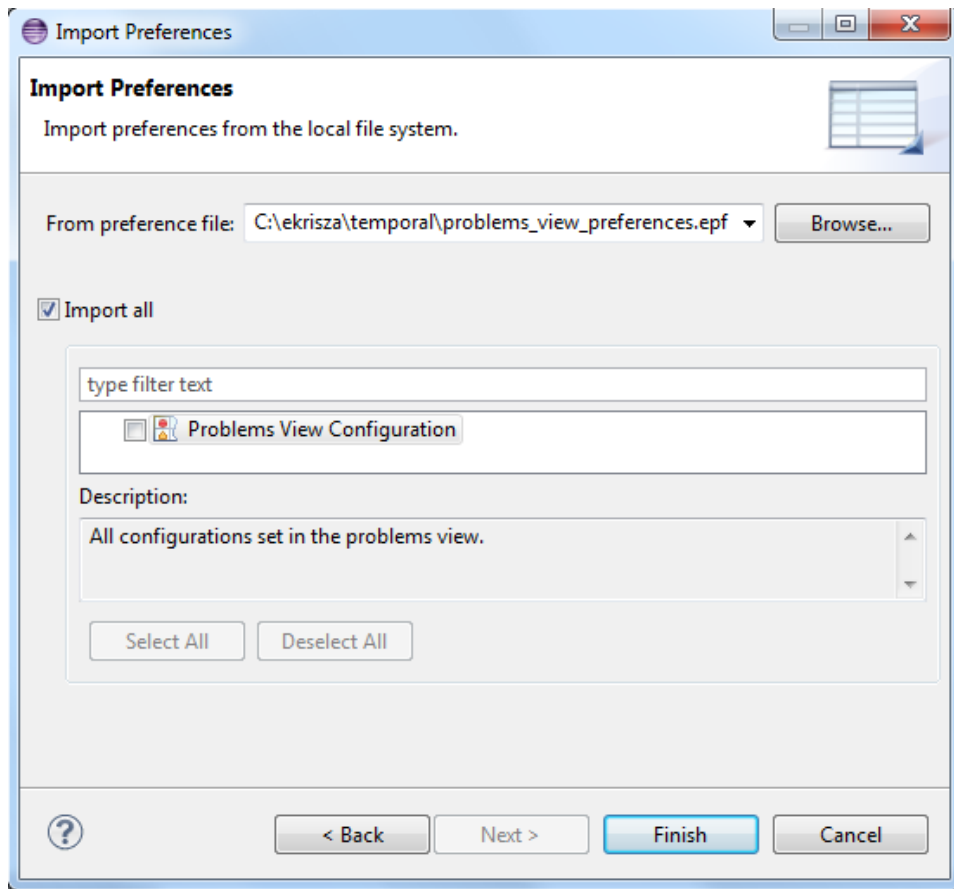 Import Preferences
Import Preferences
Import preferences from the local file system.
From preference file: C:\ekrisza\temporal\problems_view_preferences.epf Browse...
Import all
type filter text
Problems View Configuration
Description:
All configurations set in the problems view.
Select All Deselect All
? < Back Next > Finish Cancel